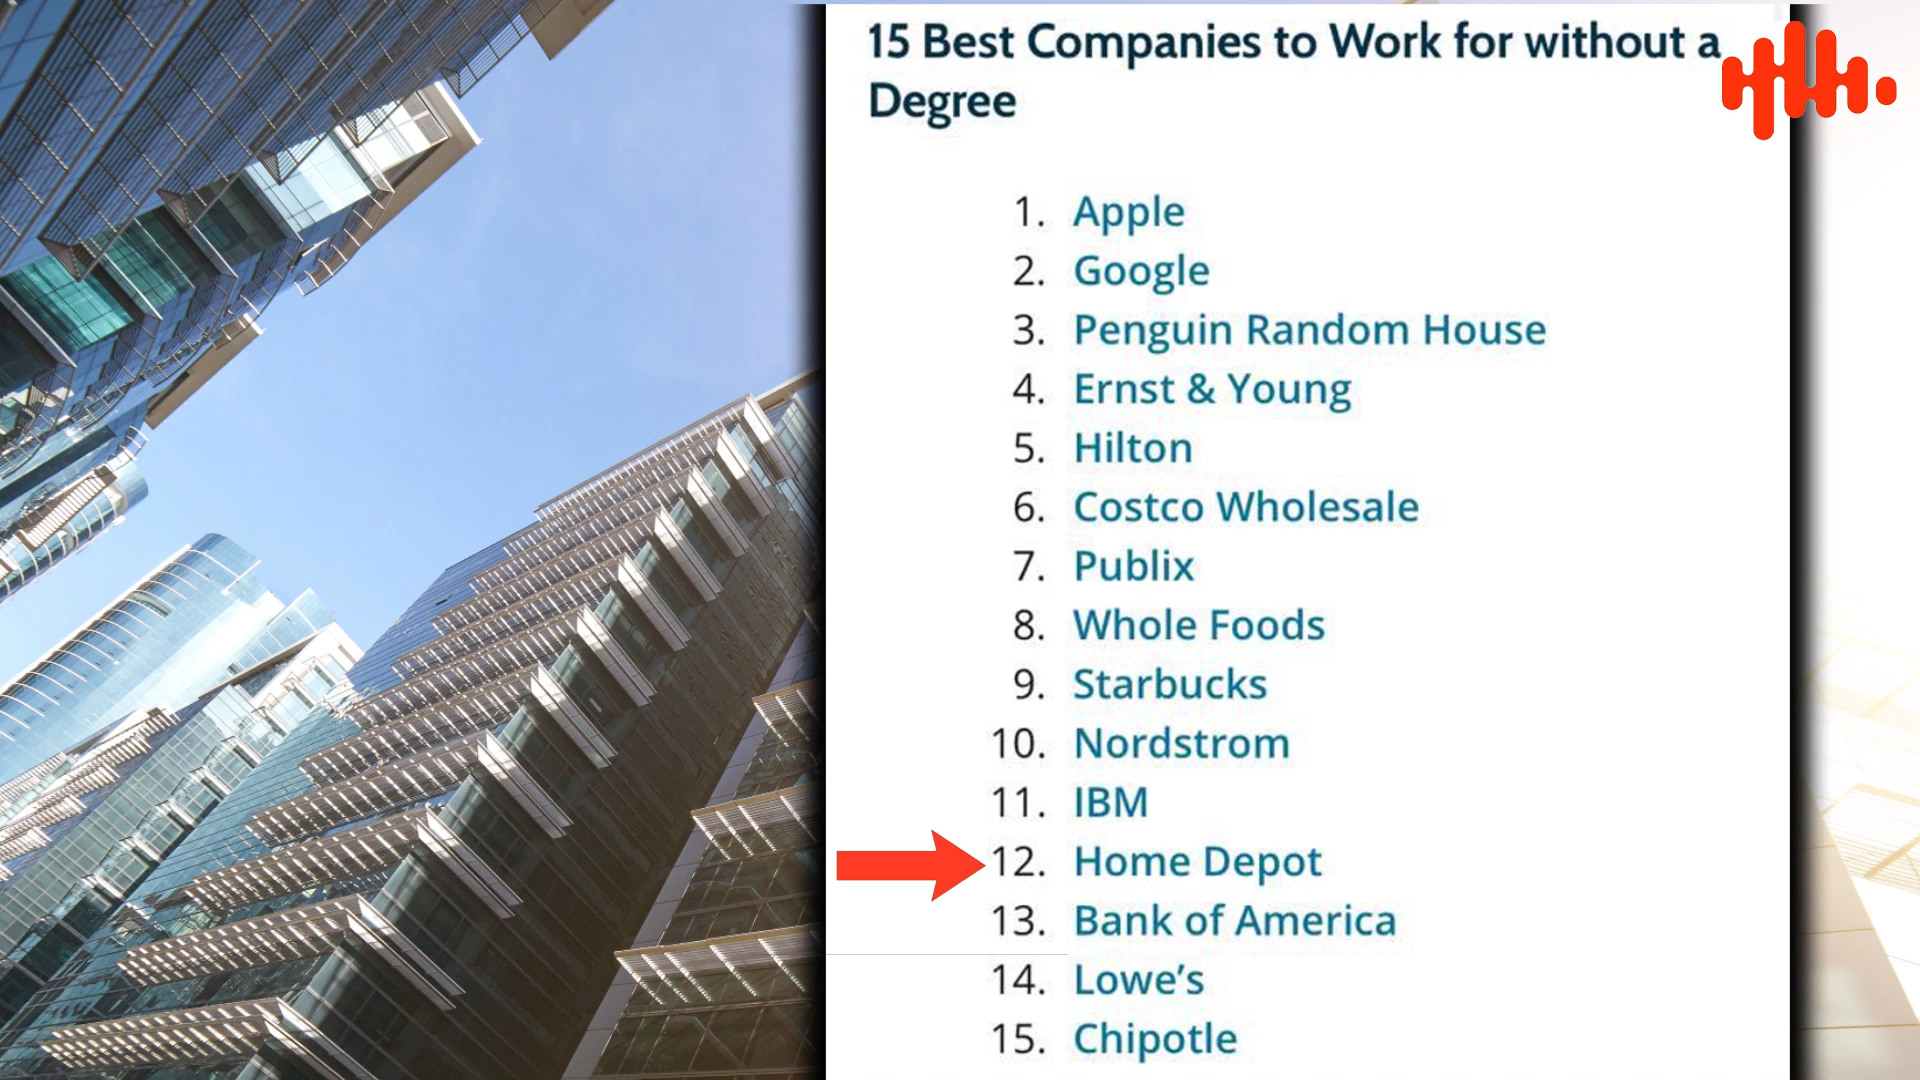 15 Best Companies to Work for without a
Degree
1. Apple
2. Google
3. Penguin Random House
4. Ernst & Young
5. Hilton
6. Costco Wholesale
7. Publix
8. Whole Foods
9. Starbucks
10. Nordstrom
11. IBM
12. Home Depot
13. Bank of America
14. Lowe’s
15. Chipotle